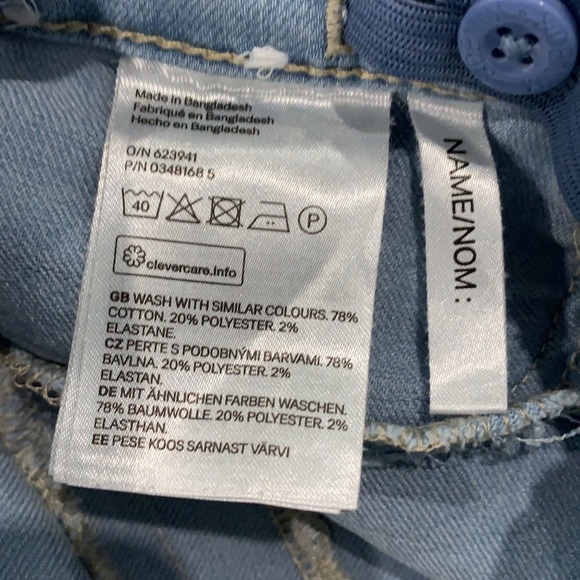 Made in Bangladesh
Fabriqué en Bangladesh
Hecho en Bangladesh
O/N 623941
P/N 0348168 5
40
P
clevercare.info
GB WASH WITH SIMILAR COLOURS. 78%
COTTON. 20% POLYESTER. 2%
ELASTANE.
CZ PERTE S PODOBNÝMI BARVAMI. 78%
BAVLNA. 20% POLYESTER. 2%
ELASTAN.
DE MIT ÄHNLICHEN FARBEN WASCHEN.
78% BAUMWOLLE. 20% POLYESTER. 2%
ELASTHAN.
EE PESE KOOS SARNAST VÄRVI
NAME/NOM :